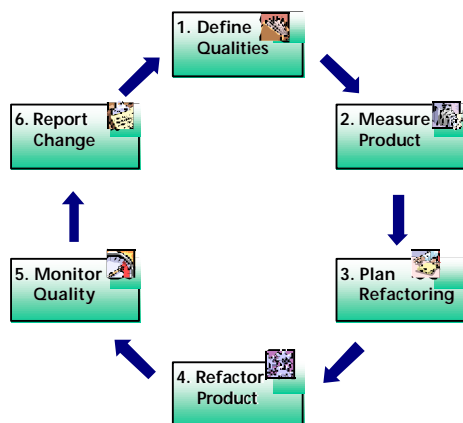 1. Define
Qualities
2. Measure
Product
3. Plan
Refactoring
4. Refactor
Product
5. Monitor
Quality
6. Report
Change